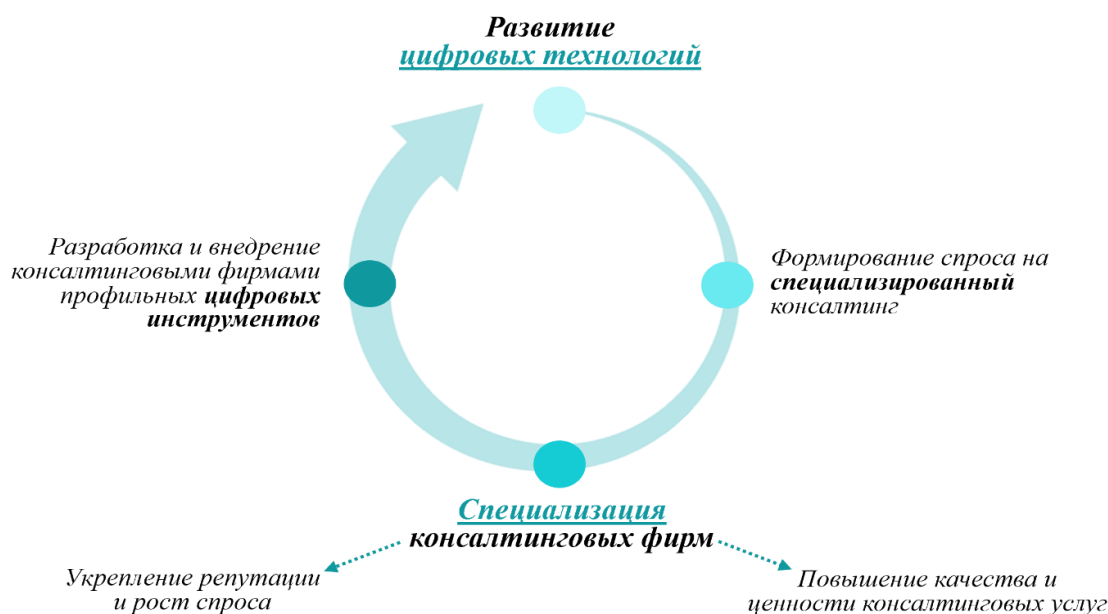 Развитие
цифровых технологий
Формирование спроса на
специализированный
консалтинг
Разработка и внедрение
консалтинговыми фирмами
профильных цифровых
инструментов
Специализация
консалтинговых фирм
Укрепление репутации
и рост спроса
Повышение качества и
ценности консалтинговых услуг